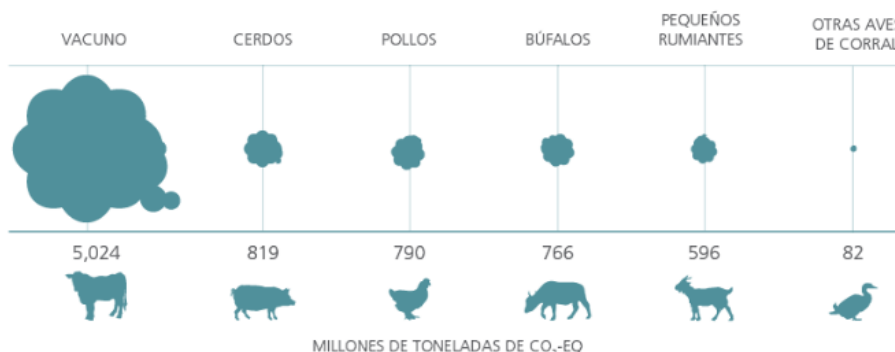 VACUNO
CERDOS
POLLOS
BÚFALOS
PEQUEÑOS
RUMIANTES
OTRAS AVES
DE CORRAL
5,024
819
790
766
596
82
MILLONES DE TONELADAS DE CO₂-EQ